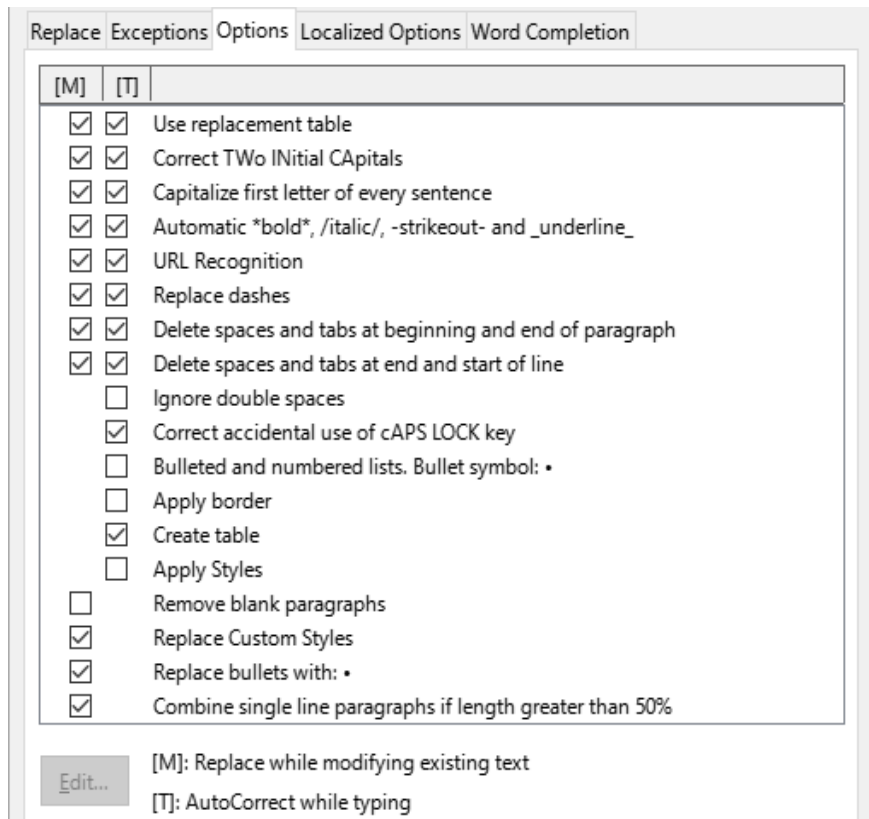 Replace Exceptions Options Localized Options Word Completion
[M] [T]
Use replacement table
Correct TWo INitial CApitals
Capitalize first letter of every sentence
Automatic *bold*, /italic/, -strikeout- and _underline_
URL Recognition
Replace dashes
Delete spaces and tabs at beginning and end of paragraph
Delete spaces and tabs at end and start of line
Ignore double spaces
Correct accidental use of cAPS LOCK key
Bulleted and numbered lists. Bullet symbol: •
Apply border
Create table
Apply Styles
Remove blank paragraphs
Replace Custom Styles
Replace bullets with: •
Combine single line paragraphs if length greater than 50%
Edit...
[M]: Replace while modifying existing text
[T]: AutoCorrect while typing